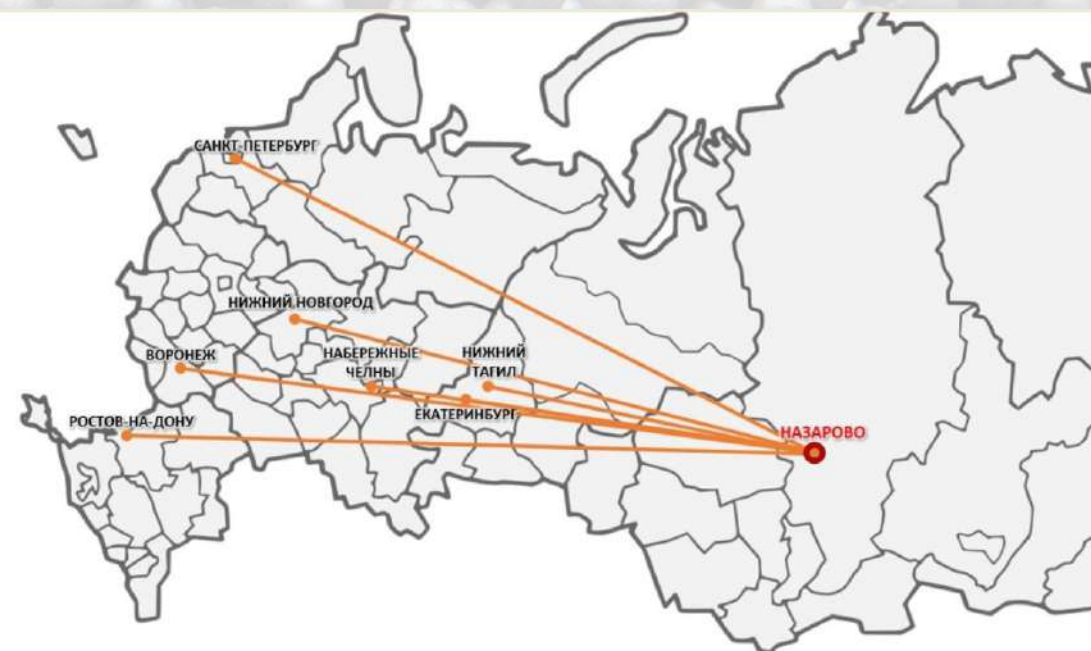 САНКТ-ПЕТЕРБУРГ
НИЖНИЙ НОВГОРОД
ВОРОНЕЖ
НАБЕРЕЖНЫЕ
ЧЕЛНЫ
НИЖНИЙ
ТАГИЛ
ЕКАТЕРИНБУРГ
РОСТОВ-НА-ДОНУ
НАЗАРОВО